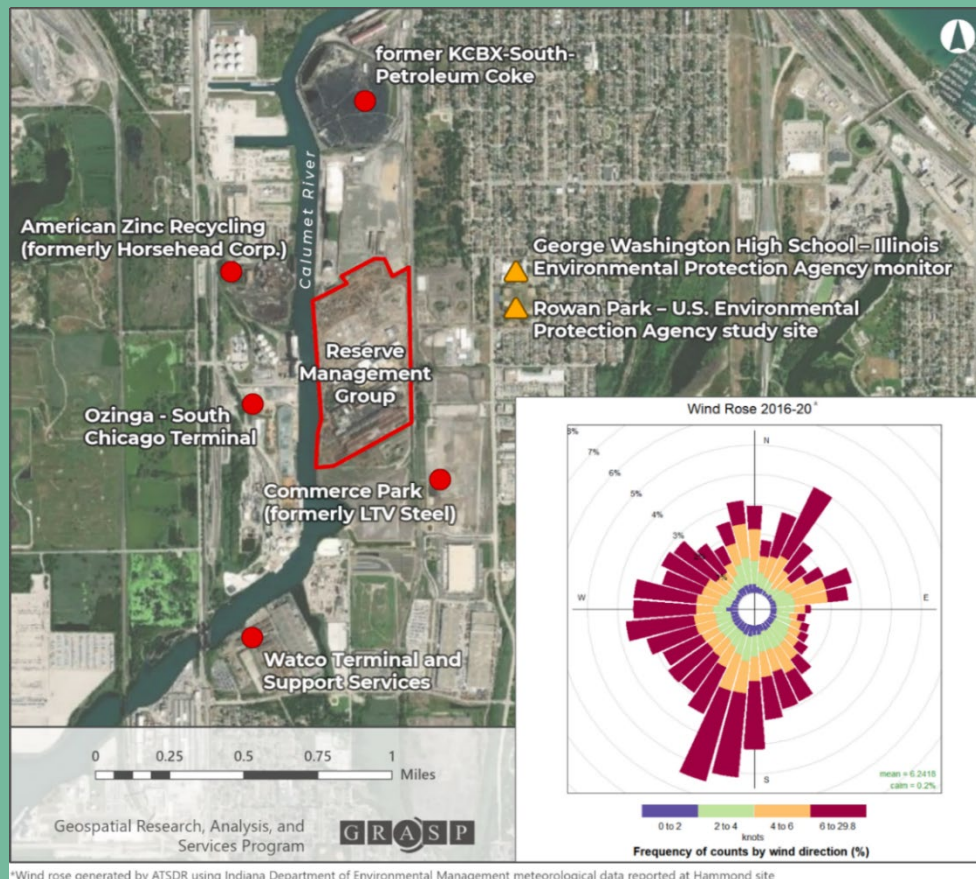 former KCBX-South-
Petroleum Coke
Calumet River
American Zinc Recycling
(formerly Horsehead Corp.)
George Washington High School – Illinois
Environmental Protection Agency monitor
Rowan Park – U.S. Environmental
Protection Agency study site
Reserve
Management
Group
Ozinga - South
Chicago Terminal
Commerce Park
(formerly LTV Steel)
Watco Terminal and
Support Services
0 0.25 0.5 0.75 1
Miles
Geospatial Research, Analysis, and
Services Program
GRASP
Wind Rose 2016-20*
8%
7%
6%
5%
4%
3%
N
W
E
S
mean = 6.2418
calm = 0.2%
0 to 2 2 to 4 4 to 6 6 to 29.8
knots
Frequency of counts by wind direction (%)
*Wind rose generated by ATSDR using Indiana Department of Environmental Management meteorological data reported at Hammond site